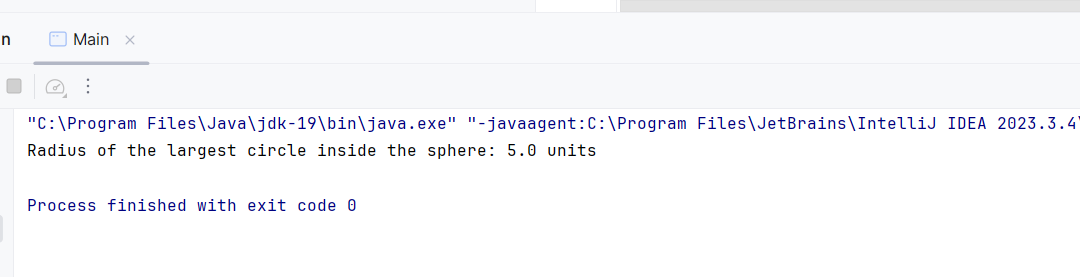 n Main
"C:\Program Files\Java\jdk-19\bin\java.exe" "-javaagent:C:\Program Files\JetBrains\IntelliJ IDEA 2023.3.4\
Radius of the largest circle inside the sphere: 5.0 units
Process finished with exit code 0